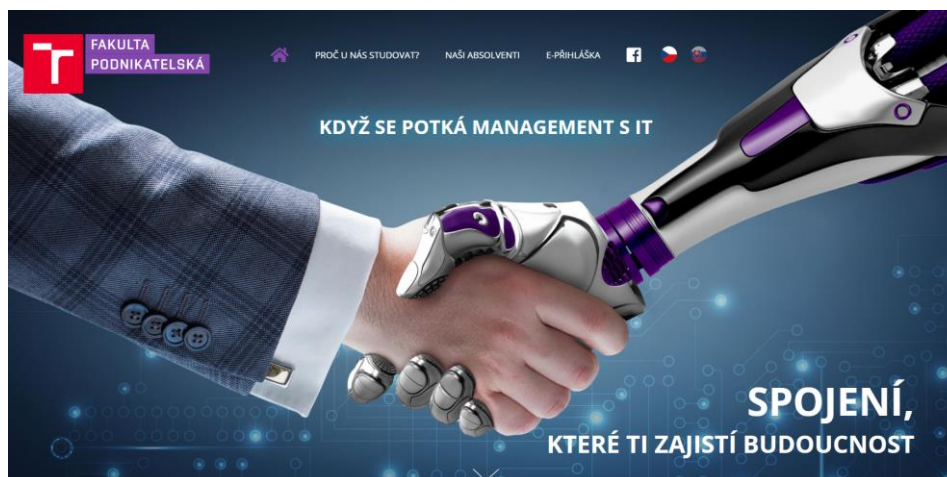 FAKULTA
PODNIKATELSKÁ
PROČ U NÁS STUDOVAT? NAŠI ABSOLVENTI E-PŘIHLÁŠKA
KDYŽ SE POTKÁ MANAGEMENT S IT
SPOJENÍ,
KTERÉ TI ZAJISTÍ BUDOUCNOST